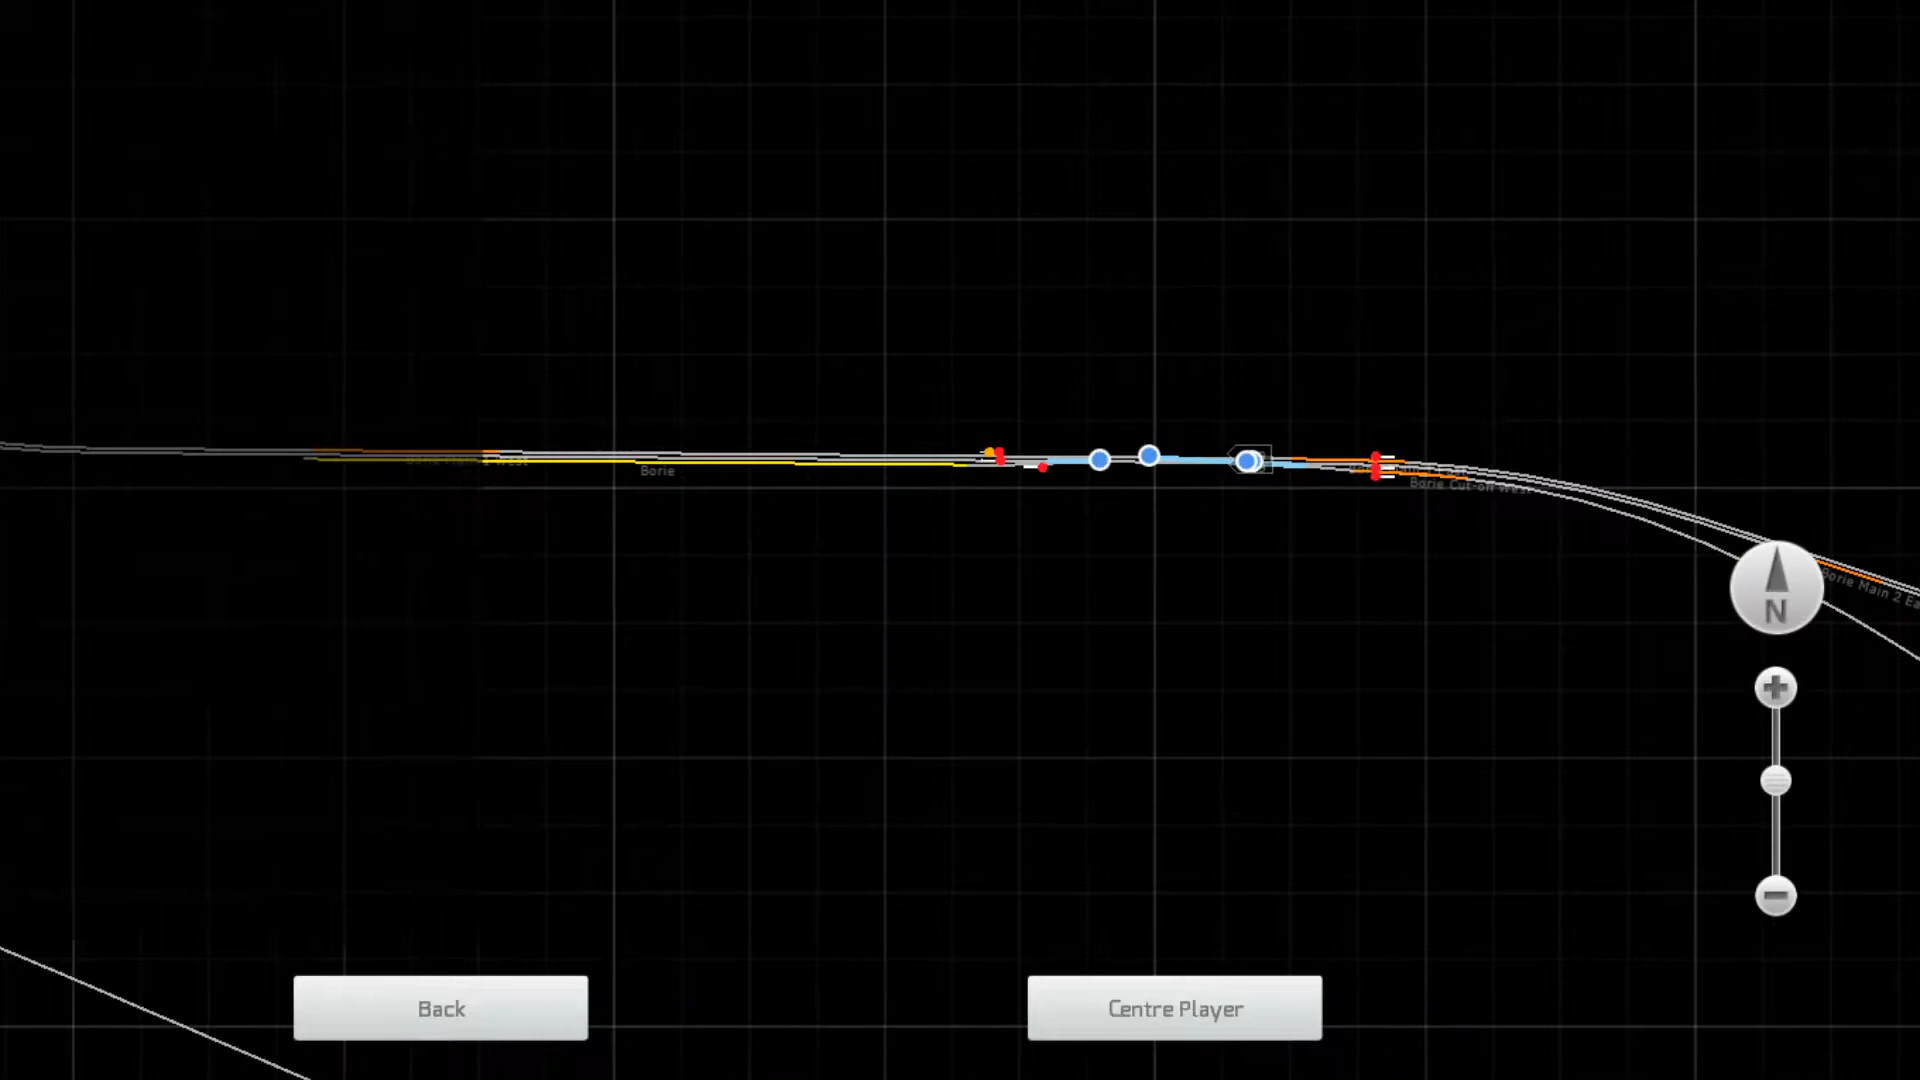 Borie
Borie Cut-off West
Borie Main 2 Ea
N
Back
Centre Player